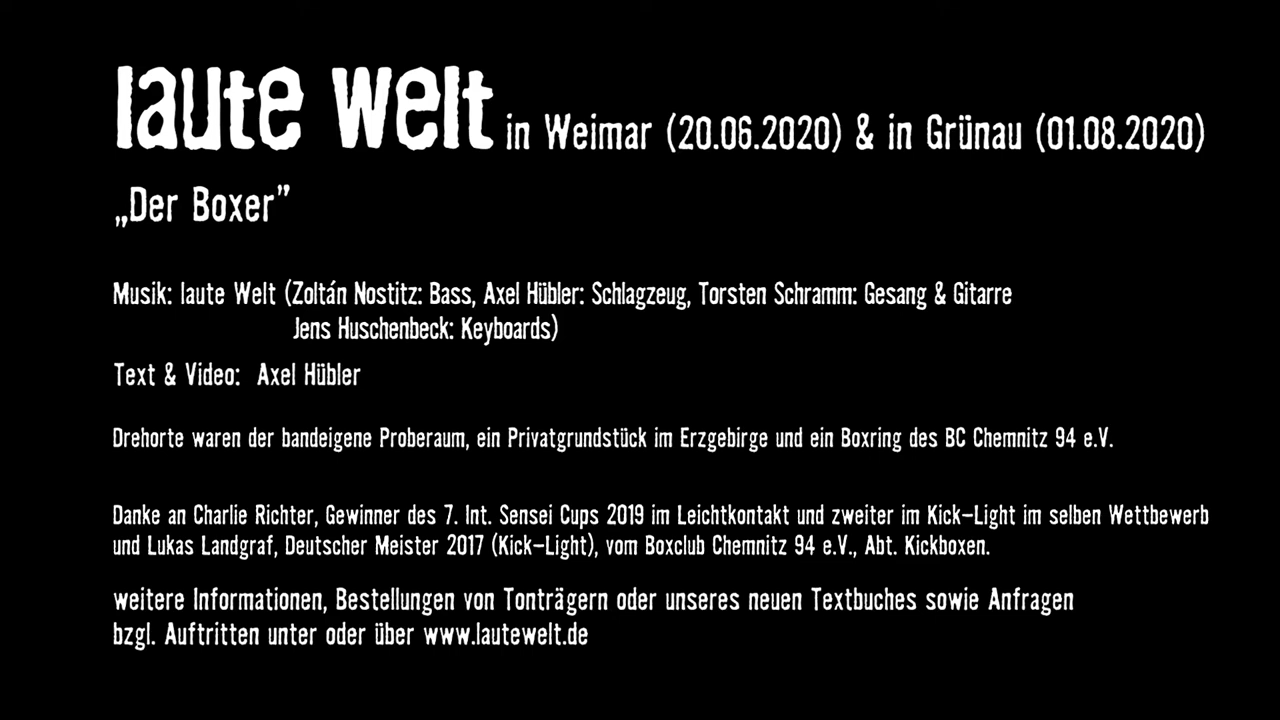 laute Welt in Weimar (20.06.2020) & in Grünau (01.08.2020)
„Der Boxer”
Musik: laute Welt (Zoltán Nostitz: Bass, Axel Hübler: Schlagzeug, Torsten Schramm: Gesang & Gitarre
Jens Huschenbeck: Keyboards)
Text & Video: Axel Hübler
Drehorte waren der bandeigene Proberaum, ein Privatgrundstück im Erzgebirge und ein Boxring des BC Chemnitz 94 e.V.
Danke an Charlie Richter, Gewinner des 7. Int. Sensei Cups 2019 im Leichtkontakt und zweiter im Kick-Light im selben Wettbewerb
und Lukas Landgraf, Deutscher Meister 2017 (Kick-Light), vom Boxclub Chemnitz 94 e.V., Abt. Kickboxen.
weitere Informationen, Bestellungen von Tonträgern oder unseres neuen Textbuches sowie Anfragen
bzgl. Auftritten unter oder über www.lautewelt.de